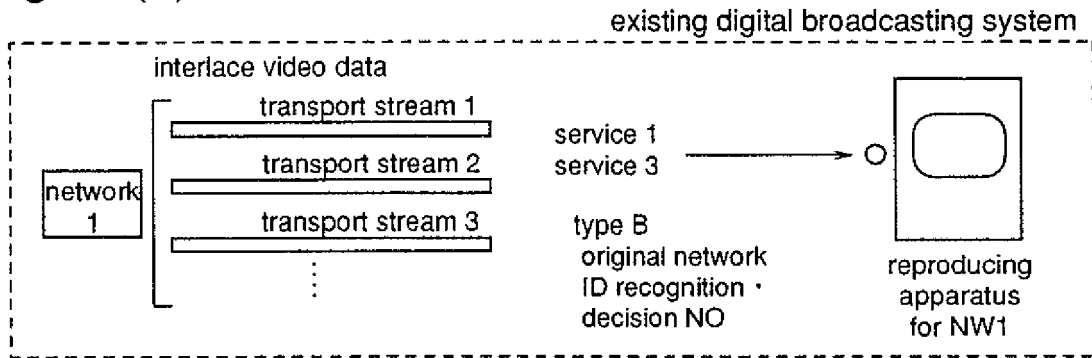 existing digital broadcasting system
interlace video data
transport stream 1
transport stream 2
transport stream 3
network
1
service 1
service 3
type B
original network
ID recognition・
decision NO
reproducing
apparatus
for NW1